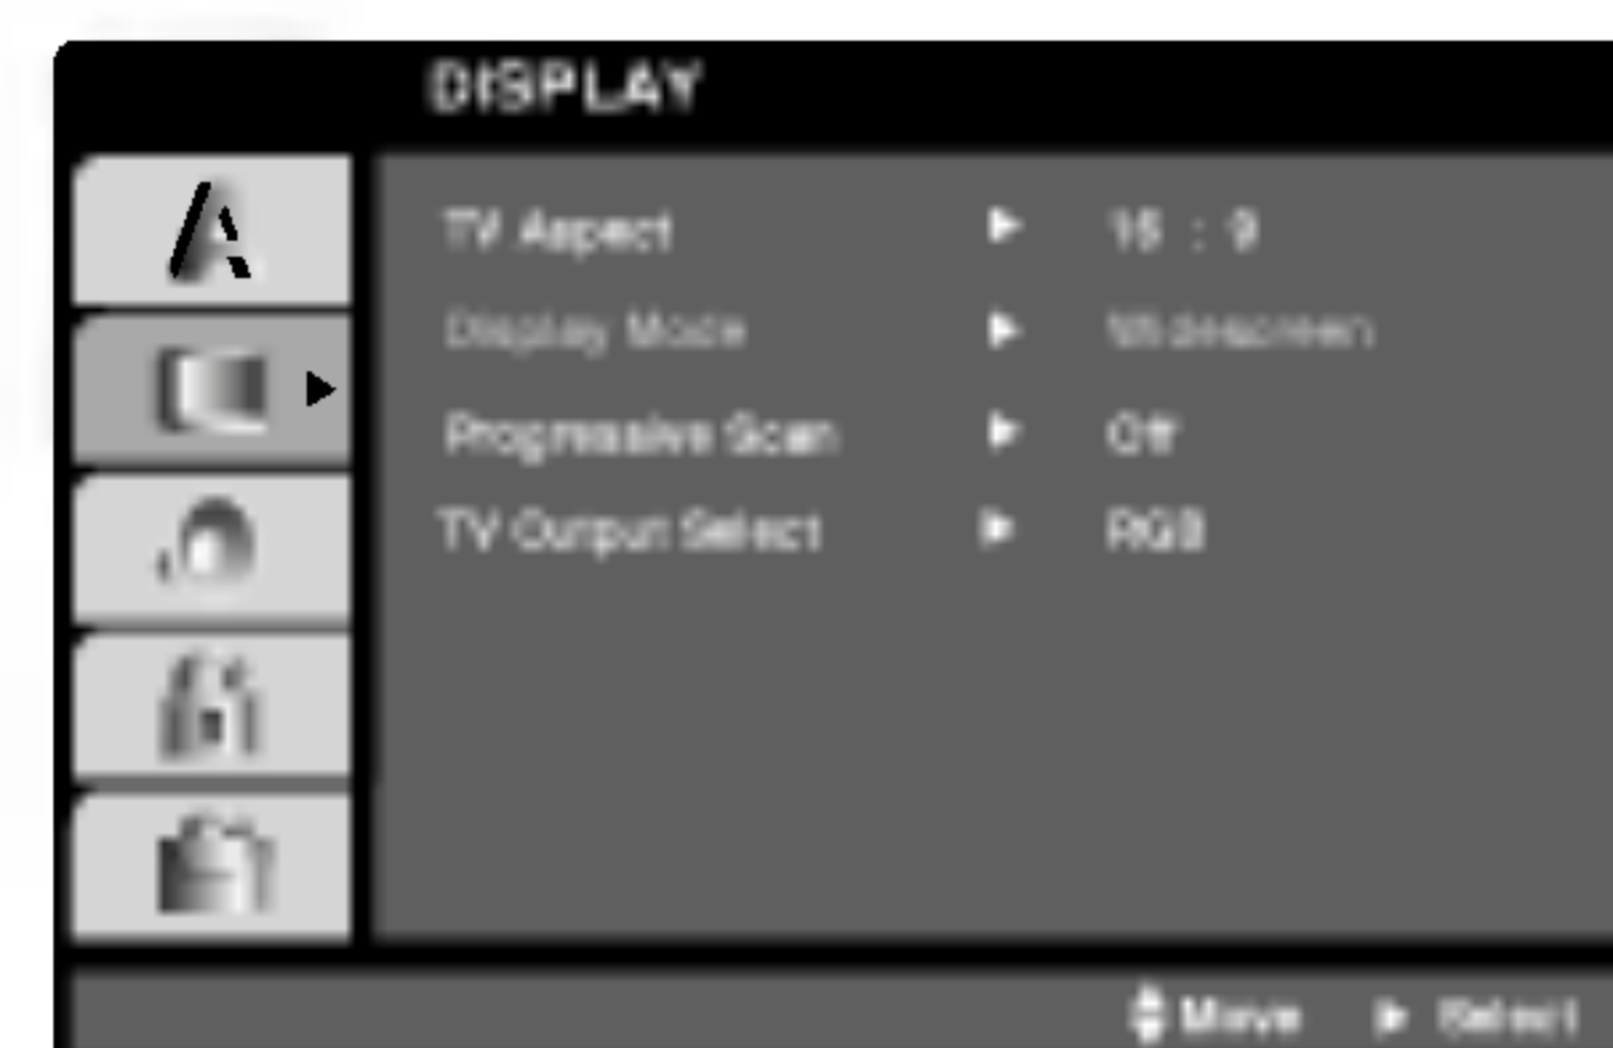 DISPLAY
TV Aspect ▶ 16 : 9
Display Mode ▶ Widescreen
Progressive Scan ▶ Off
TV Output Select ▶ RGB
Move ▶ Select